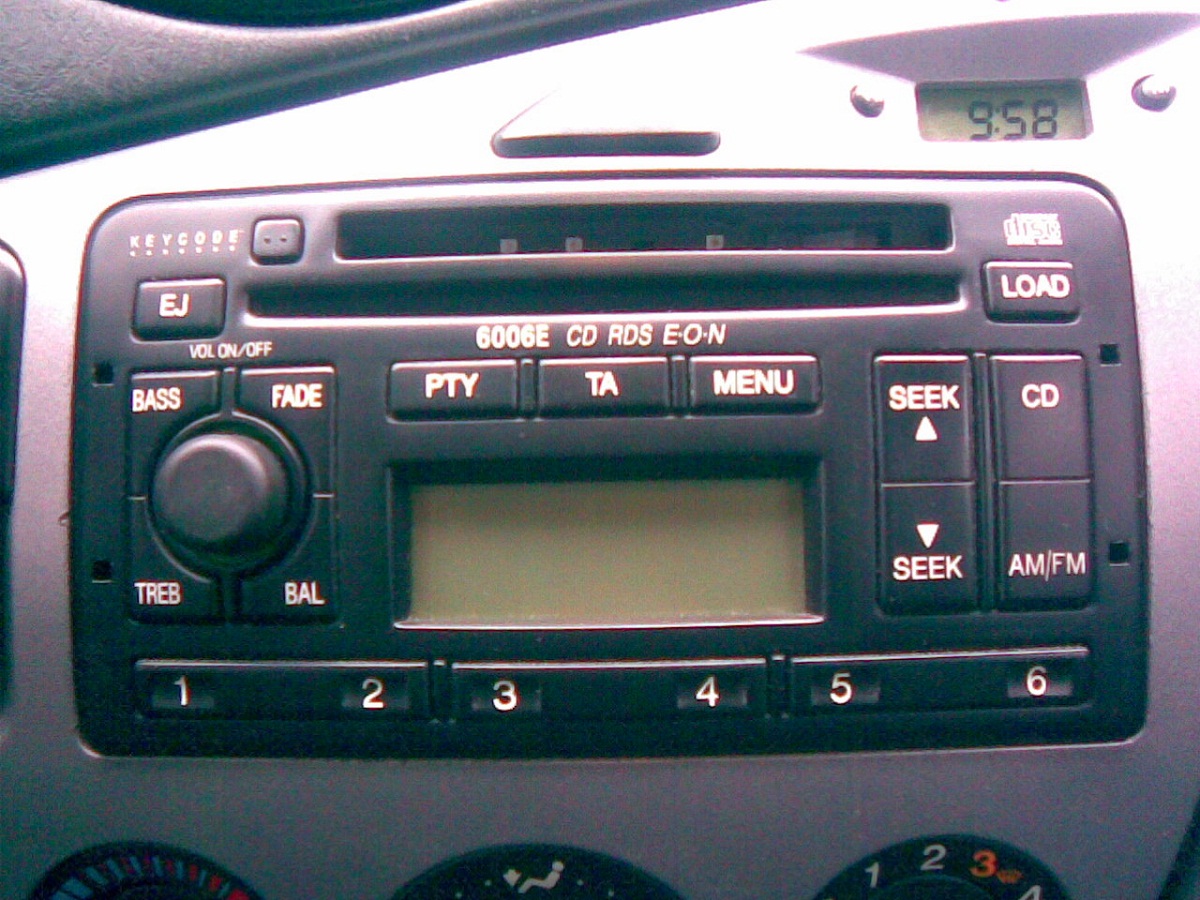 9:58
KEYCODE
disc
EJ
LOAD
6006E CD RDS E·O·N
VOL ON/OFF
BASS
FADE
PTY
TA
MENU
SEEK
CD
TREB
BAL
SEEK
AM/FM
1
2
3
4
5
6
1
2
3
4